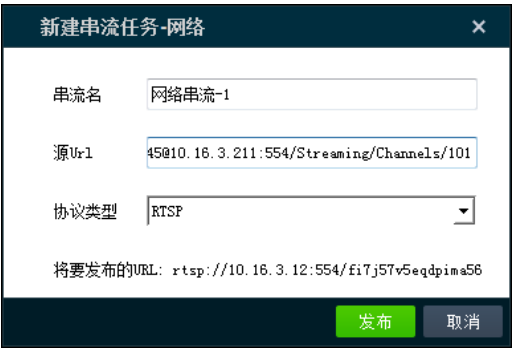 新建串流任务-网络
串流名 网络串流-1
源Url 45@10.16.3.211:554/Streaming/Channels/101
协议类型 RTSP
将要发布的URL: rtsp://10.16.3.12:554/fi7j57v5eqdpima56
发布 取消